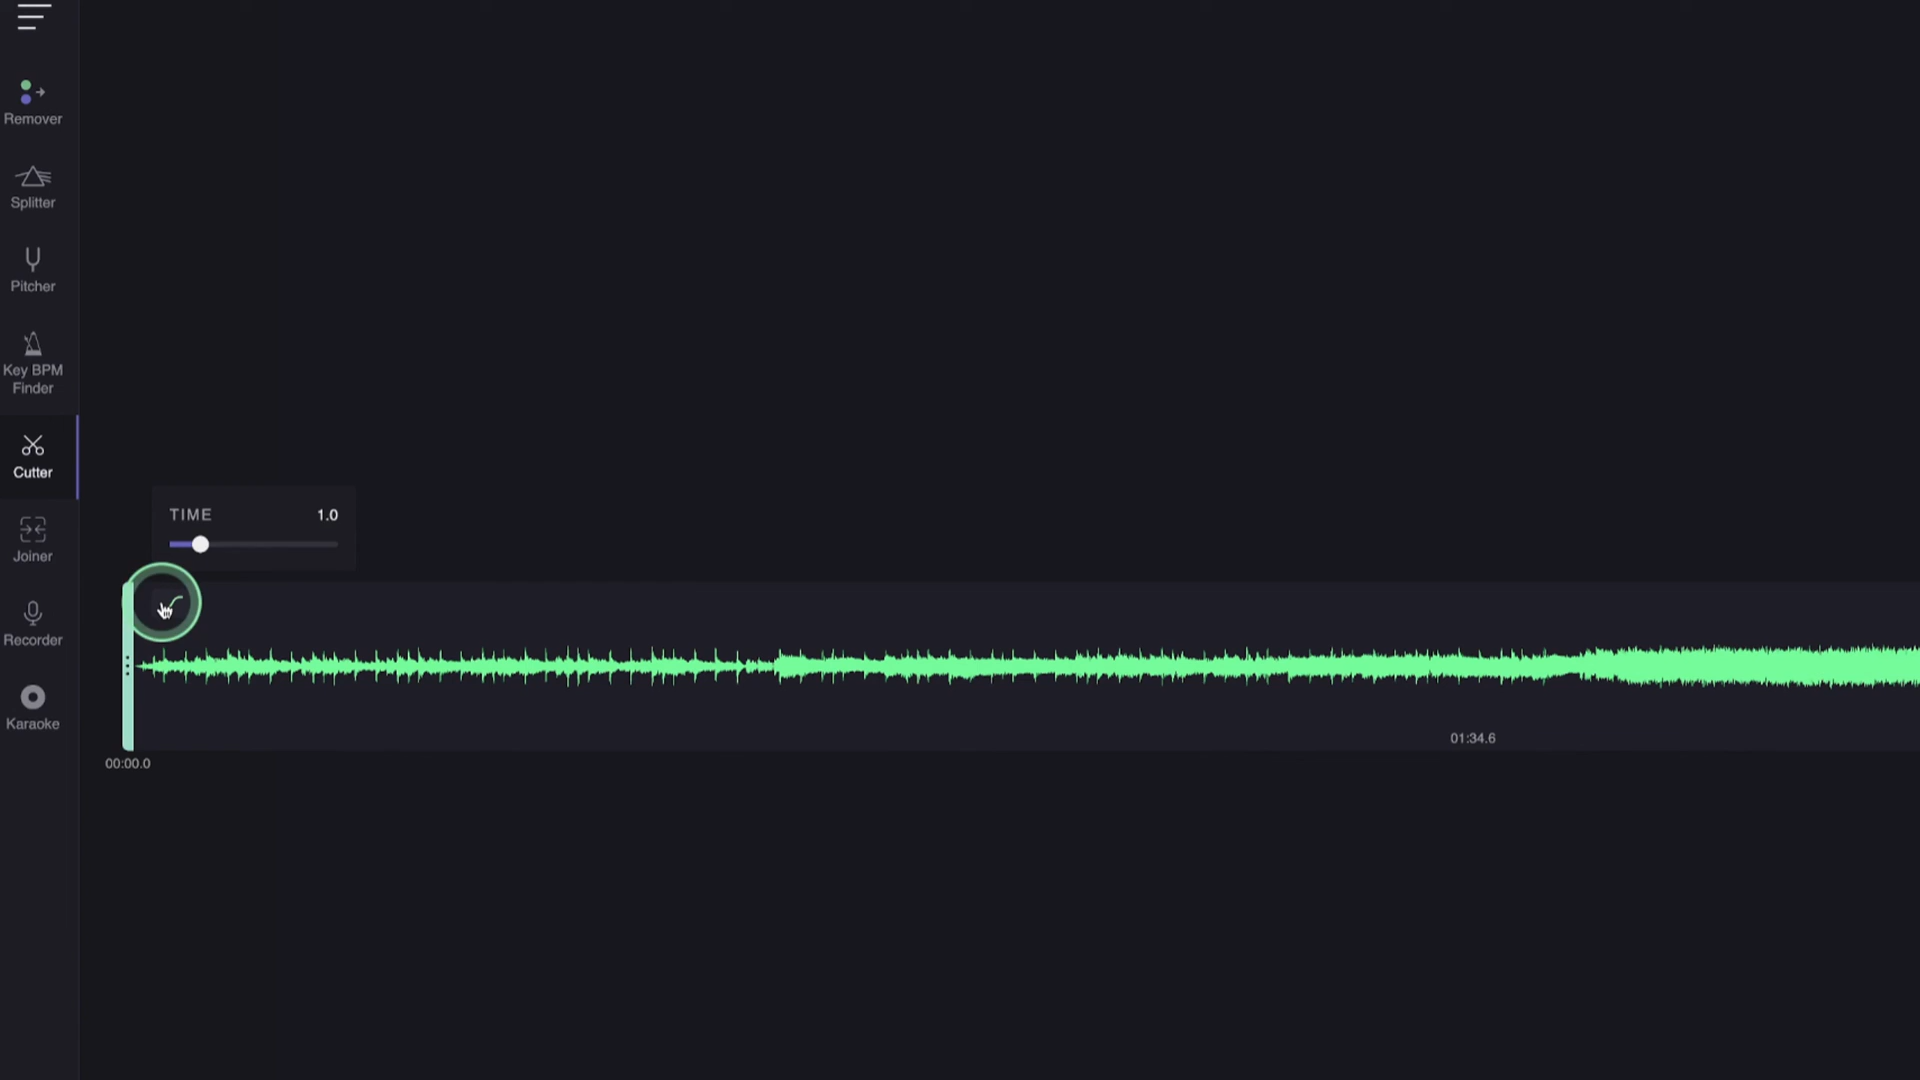 Remover
Splitter
Pitcher
Key BPM
Finder
Cutter
TIME 1.0
Joiner
Recorder
Karaoke
01:34.6
00:00.0